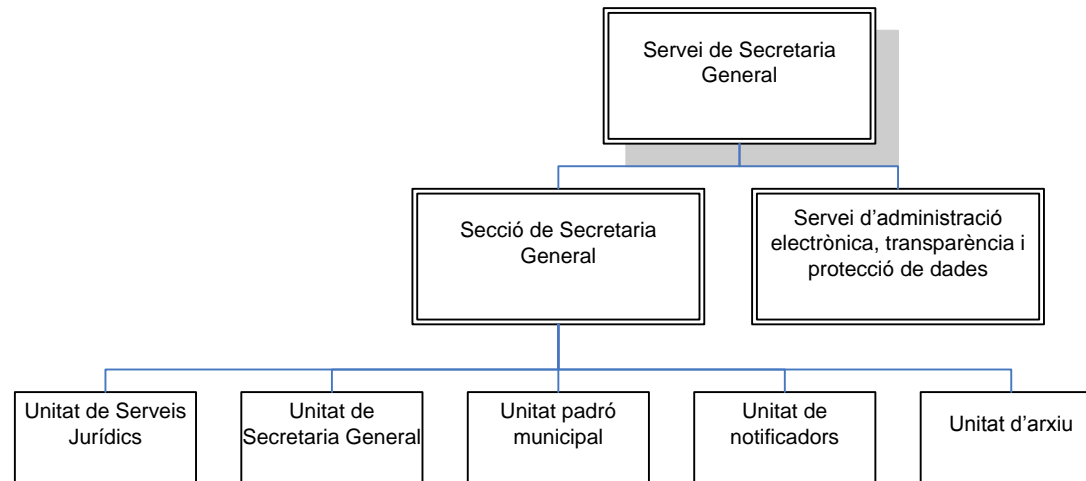 Servei de Secretaria
General
Secció de Secretaria
General
Servei d’administració
electrònica, transparència i
protecció de dades
Unitat de Serveis
Jurídics
Unitat de
Secretaria General
Unitat padró
municipal
Unitat de
notificadors
Unitat d’arxiu